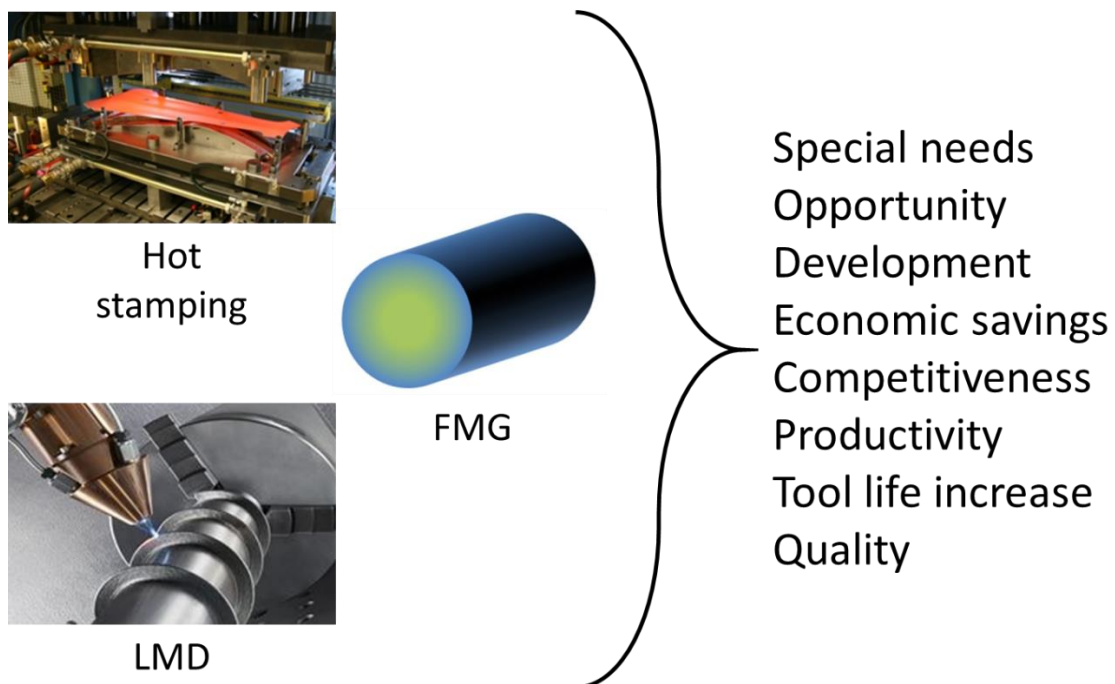 Hot
stamping
FMG
LMD
Special needs
Opportunity
Development
Economic savings
Competitiveness
Productivity
Tool life increase
Quality